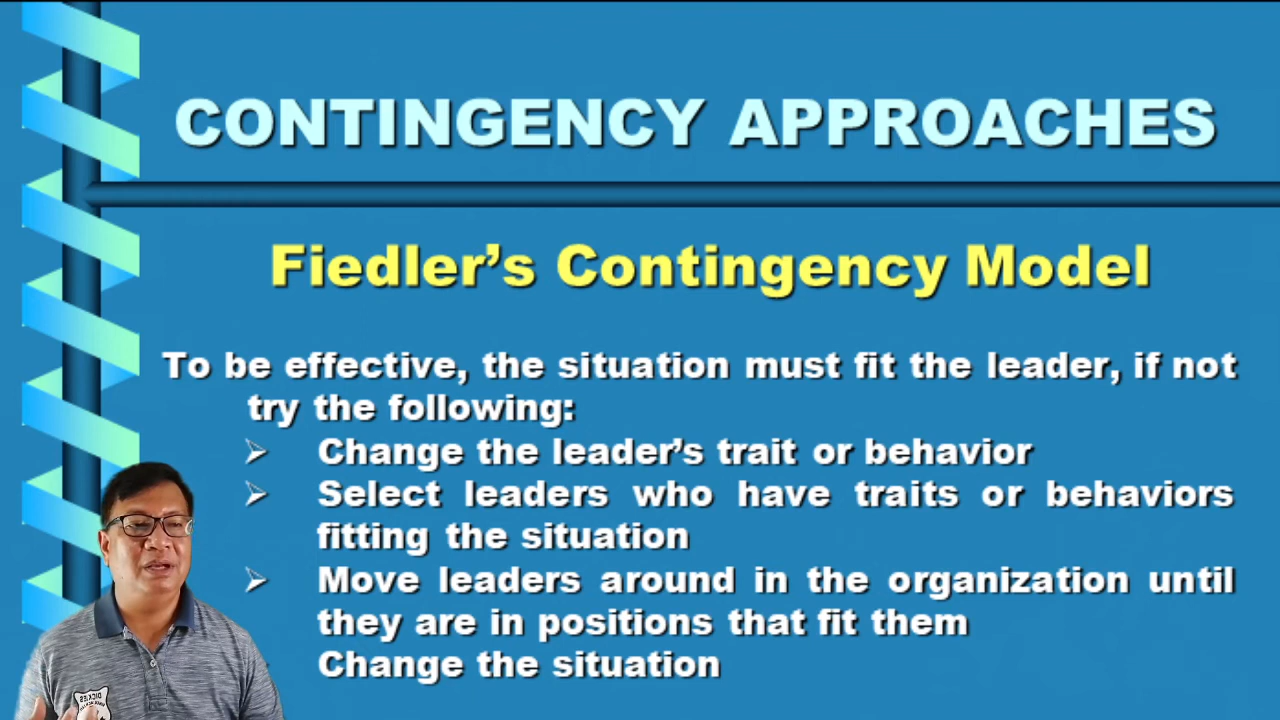 CONTINGENCY APPROACHES
Fiedler's Contingency Model
To be effective, the situation must fit the leader, if not
try the following:
➢ Change the leader's trait or behavior
➢ Select leaders who have traits or behaviors
fitting the situation
➢ Move leaders around in the organization until
they are in positions that fit them
Change the situation
DICKIES